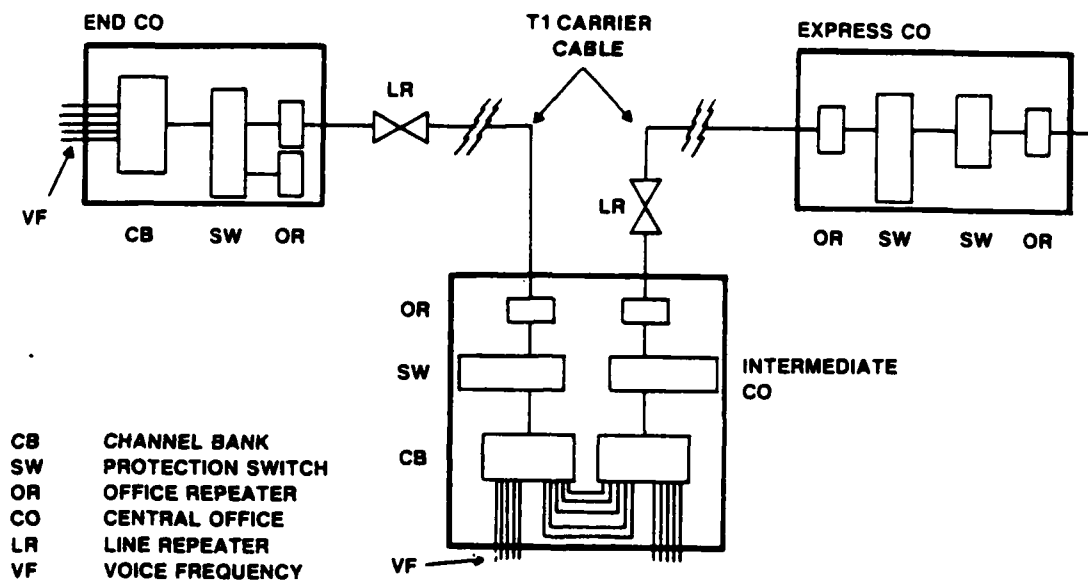 END CO
T1 CARRIER
CABLE
EXPRESS CO
LR
VF
CB SW OR
LR
OR SW SW OR
OR
SW
INTERMEDIATE
CO
CB
VF
CB CHANNEL BANK
SW PROTECTION SWITCH
OR OFFICE REPEATER
CO CENTRAL OFFICE
LR LINE REPEATER
VF VOICE FREQUENCY